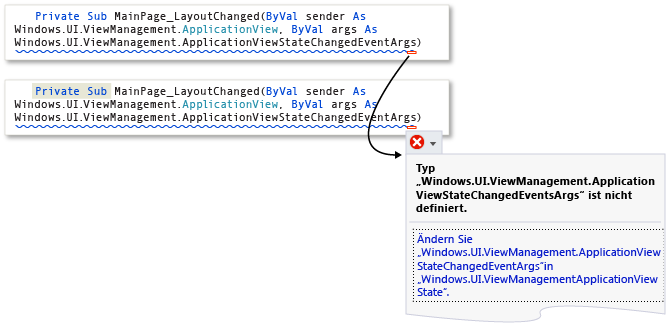 Private Sub MainPage_LayoutChanged(ByVal sender As
Windows.UI.ViewManagement.ApplicationView, ByVal args As
Windows.UI.ViewManagement.ApplicationViewStateChangedEventArgs)
Private Sub MainPage_LayoutChanged(ByVal sender As
Windows.UI.ViewManagement.ApplicationView, ByVal args As
Windows.UI.ViewManagement.ApplicationViewStateChangedEventArgs)
Typ
„Windows.UI.ViewManagement.Application
ViewStateChangedEventsArgs“ ist nicht
definiert.
Ändern Sie
„Windows.UI.ViewManagement.ApplicationView
StateChangedEventArgs“in
„Windows.UI.ViewManagementApplicationView
State“.